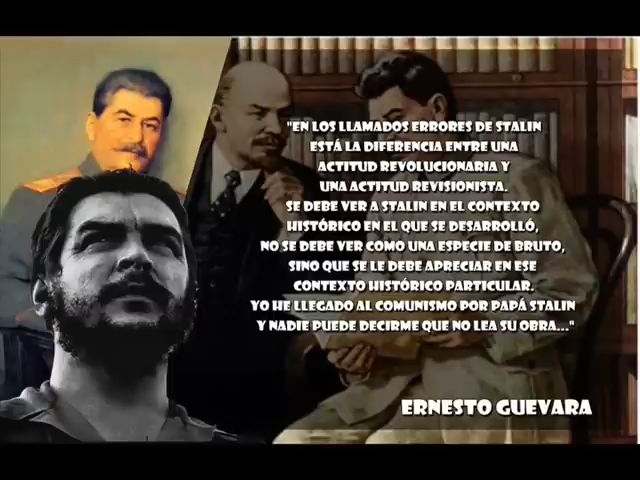 "EN LOS LLAMADOS ERRORES DE STALIN
ESTÁ LA DIFERENCIA ENTRE UNA
ACTITUD REVOLUCIONARIA Y
UNA ACTITUD REVISIONISTA.
SE DEBE VER A STALIN EN EL CONTEXTO
HISTÓRICO EN EL QUE SE DESARROLLÓ,
NO SE DEBE VER COMO UNA ESPECIE DE BRUTO,
SINO QUE SE LE DEBE APRECIAR EN ESE
CONTEXTO HISTÓRICO PARTICULAR.
YO HE LLEGADO AL COMUNISMO POR PAPÁ STALIN
Y NADIE PUEDE DECIRME QUE NO LEA SU OBRA..."
ERNESTO GUEVARA